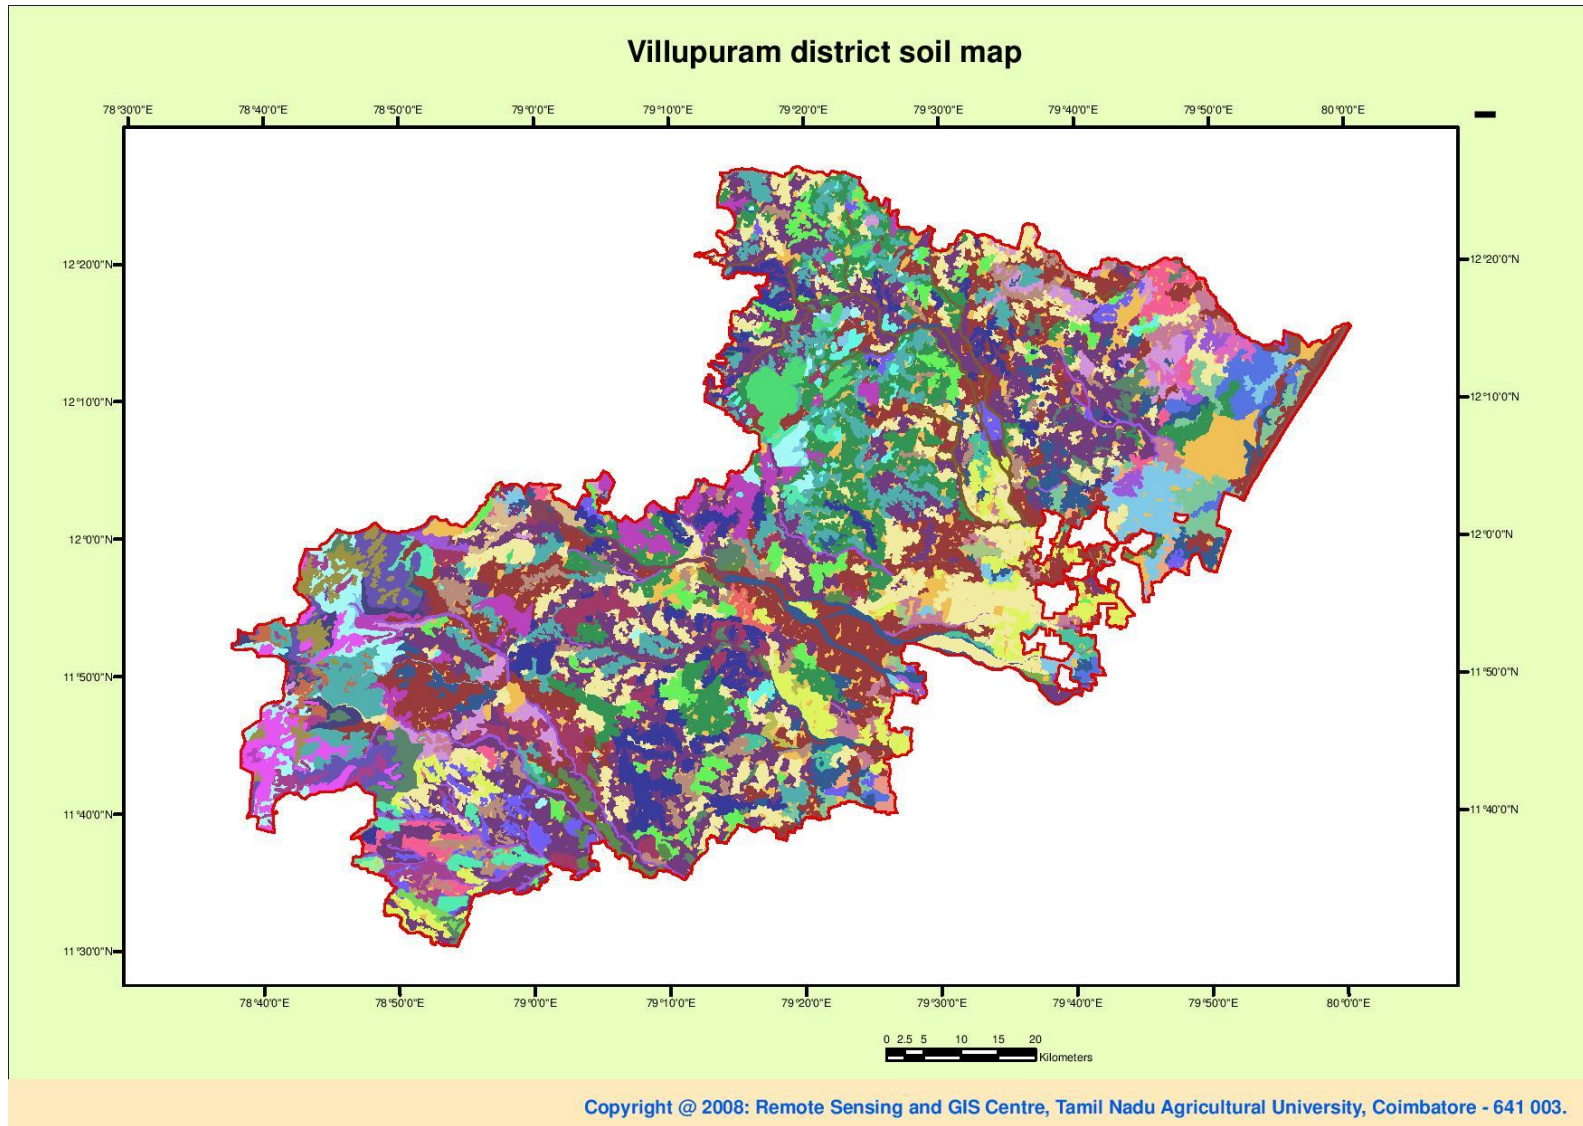 Villupuram district soil map
78°30'0"E 78°40'0"E 78°50'0"E 79°0'0"E 79°10'0"E 79°20'0"E 79°30'0"E 79°40'0"E 79°50'0"E 80°0'0"E
12°20'0"N 12°20'0"N
12°10'0"N 12°10'0"N
12°0'0"N 12°0'0"N
11°50'0"N 11°50'0"N
11°40'0"N 11°40'0"N
11°30'0"N
78°40'0"E 78°50'0"E 79°0'0"E 79°10'0"E 79°20'0"E 79°30'0"E 79°40'0"E 79°50'0"E 80°0'0"E
0 2.5 5 10 15 20
Kilometers
Copyright @ 2008: Remote Sensing and GIS Centre, Tamil Nadu Agricultural University, Coimbatore - 641 003.